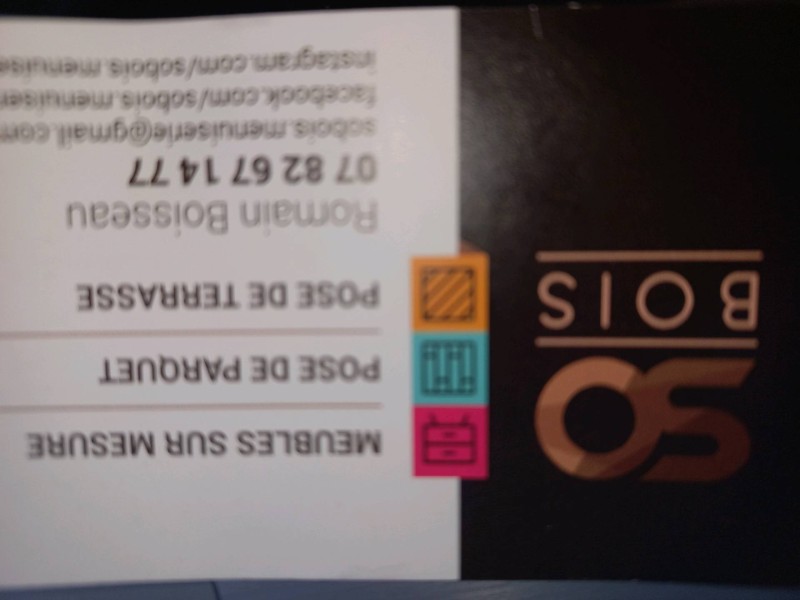 SO
BOIS
MEUBLES SUR MESURE
POSE DE PARQUET
POSE DE TERRASSE
Romain Boisseau
07 82 67 14 77
sobois.menuiserie@gmail.com
facebook.com/sobois.menuiser
instagram.com/sobois.menuise